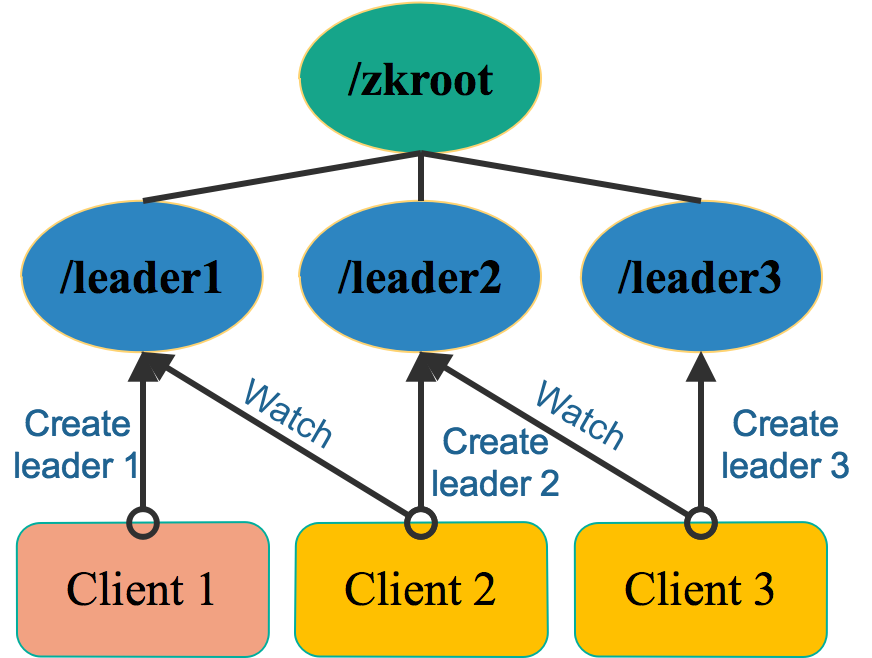 /zkroot
/leader1
/leader2
/leader3
Create
leader 1
Watch
Create
leader 2
Watch
Create
leader 3
Client 1
Client 2
Client 3